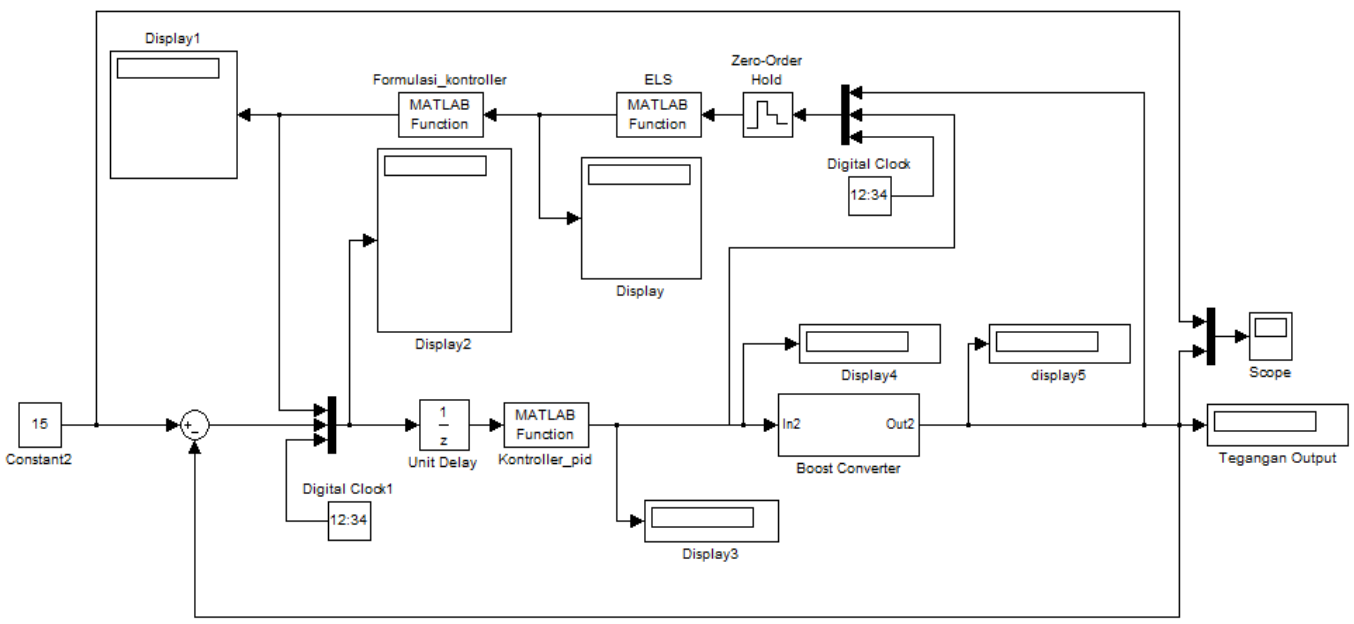 Display1
Formulasi_kontroller
MATLAB
Function
ELS
MATLAB
Function
Zero-Order
Hold
Digital Clock
12:34
Display2
Display
Display4
display5
Scope
15
Constant2
+
−
Digital Clock1
12:34
1
z
Unit Delay
MATLAB
Function
Kontroller_pid
In2
Out2
Boost Converter
Tegangan Output
Display3